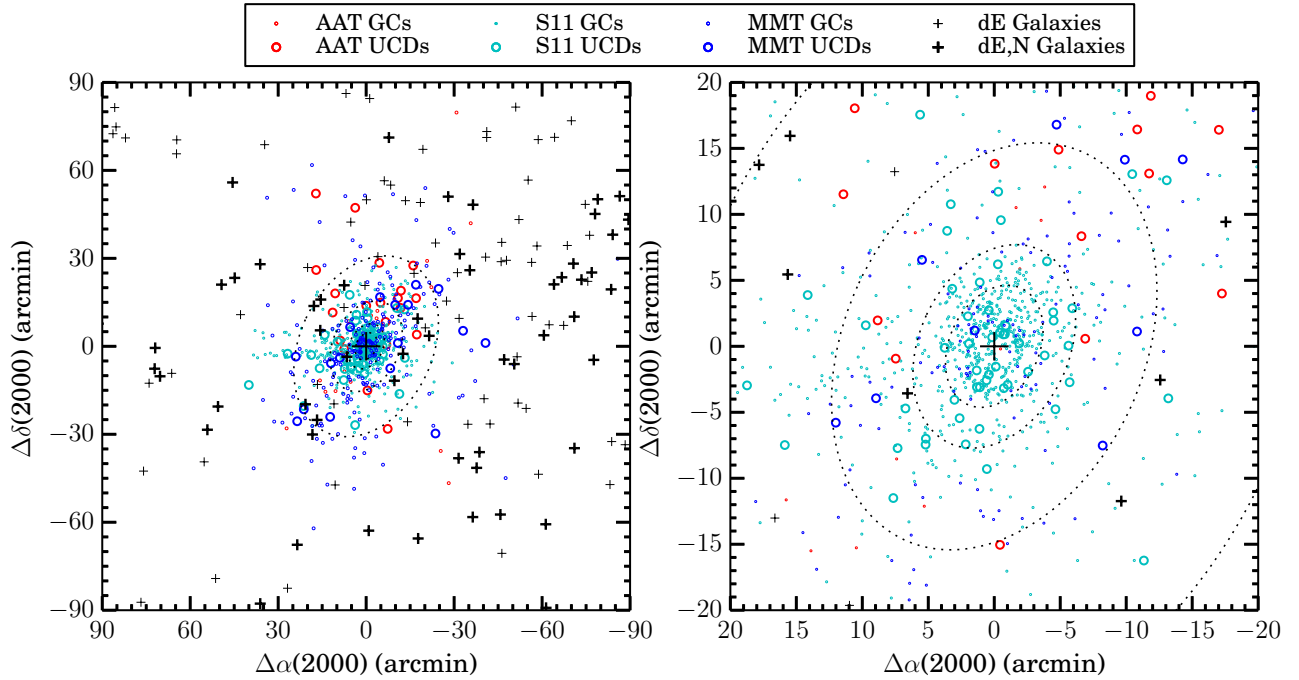 AAT GCs S11 GCs MMT GCs dE Galaxies
AAT UCDs S11 UCDs MMT UCDs dE,N Galaxies
90
60
30
0
−30
−60
−90
Δδ(2000) (arcmin)
90 60 30 0 −30 −60 −90
Δα(2000) (arcmin)
20
15
10
5
0
−5
−10
−15
−20
Δδ(2000) (arcmin)
20 15 10 5 0 −5 −10 −15 −20
Δα(2000) (arcmin)